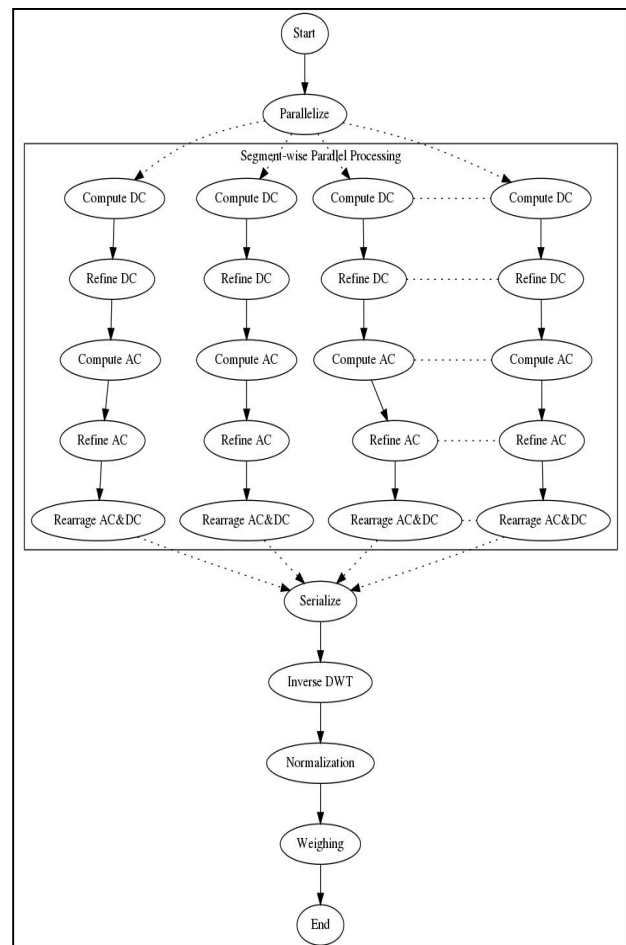 Start
Parallelize
Segment-wise Parallel Processing
Compute DC Compute DC Compute DC Compute DC
Refine DC Refine DC Refine DC Refine DC
Compute AC Compute AC Compute AC Compute AC
Refine AC Refine AC Refine AC Refine AC
Rearrage AC&DC Rearrage AC&DC Rearrage AC&DC Rearrage AC&DC
Serialize
Inverse DWT
Normalization
Weighing
End